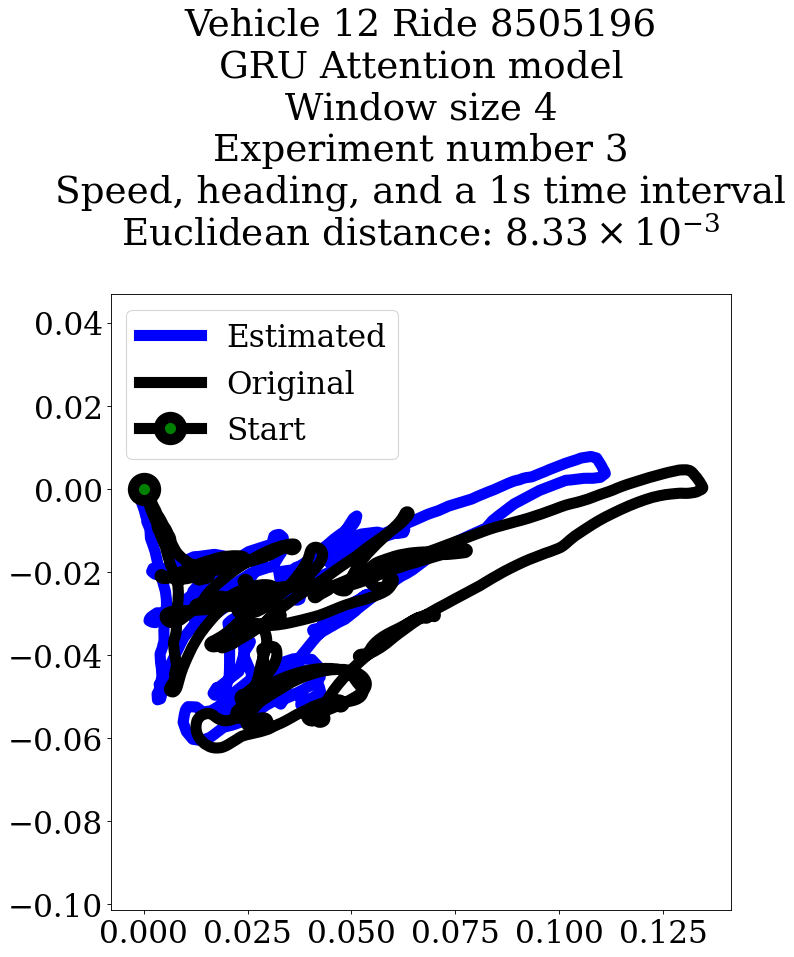 Vehicle 12 Ride 8505196
GRU Attention model
Window size 4
Experiment number 3
Speed, heading, and a 1s time interval
Euclidean distance: 8.33 × 10⁻³
Estimated
Original
Start
0.04
0.02
0.00
−0.02
−0.04
−0.06
−0.08
−0.10
0.000 0.025 0.050 0.075 0.100 0.125